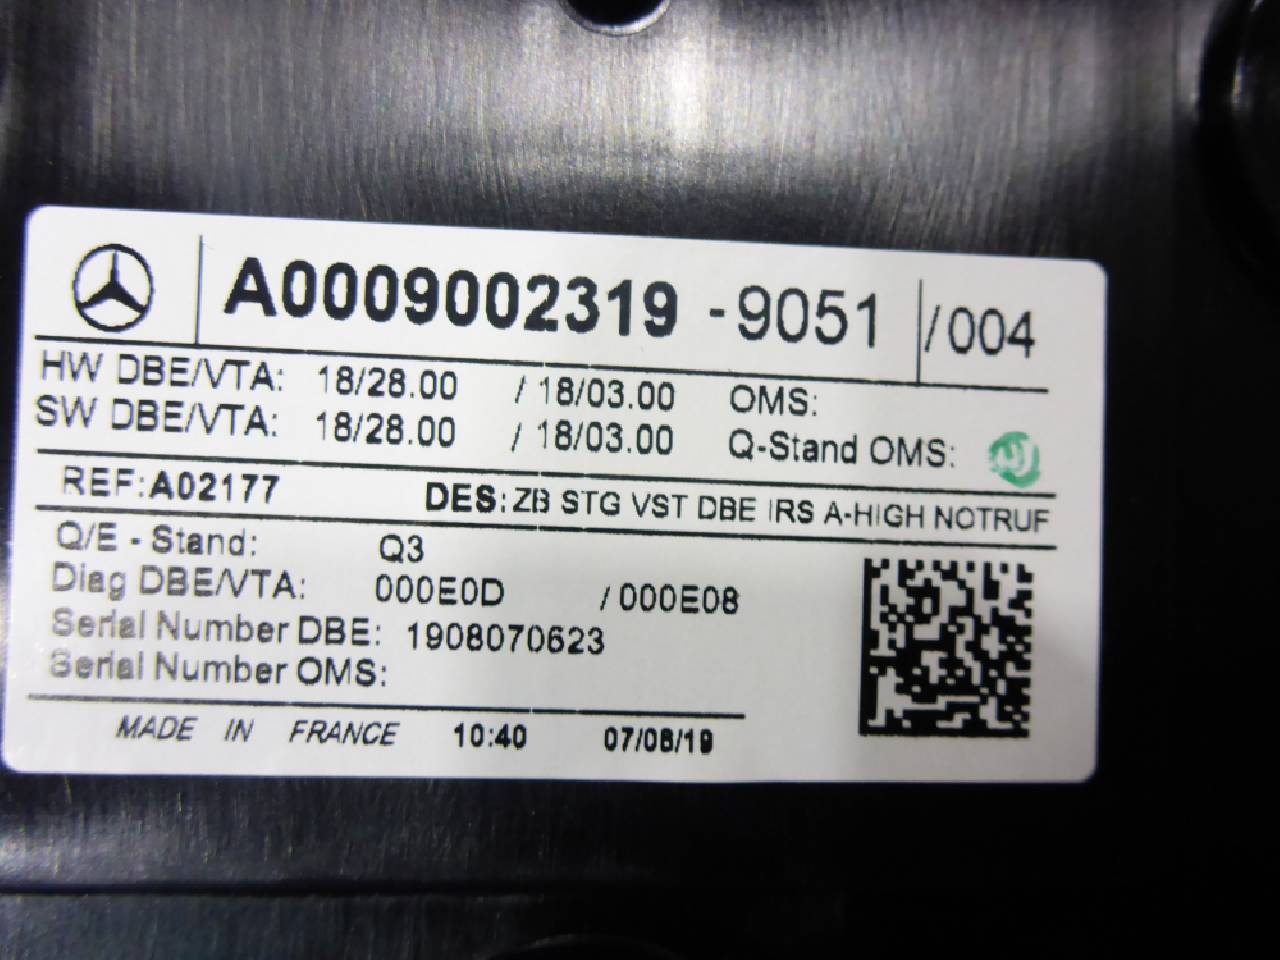 A0009002319 -9051 /004
HW DBE/VTA: 18/28.00 / 18/03.00 OMS:
SW DBE/VTA: 18/28.00 / 18/03.00 Q-Stand OMS:
REF:A02177 DES:ZB STG VST DBE IRS A-HIGH NOTRUF
Q/E - Stand: Q3
Diag DBE/VTA: 000E0D /000E08
Serial Number DBE: 1908070623
Serial Number OMS:
MADE IN FRANCE 10:40 07/08/19